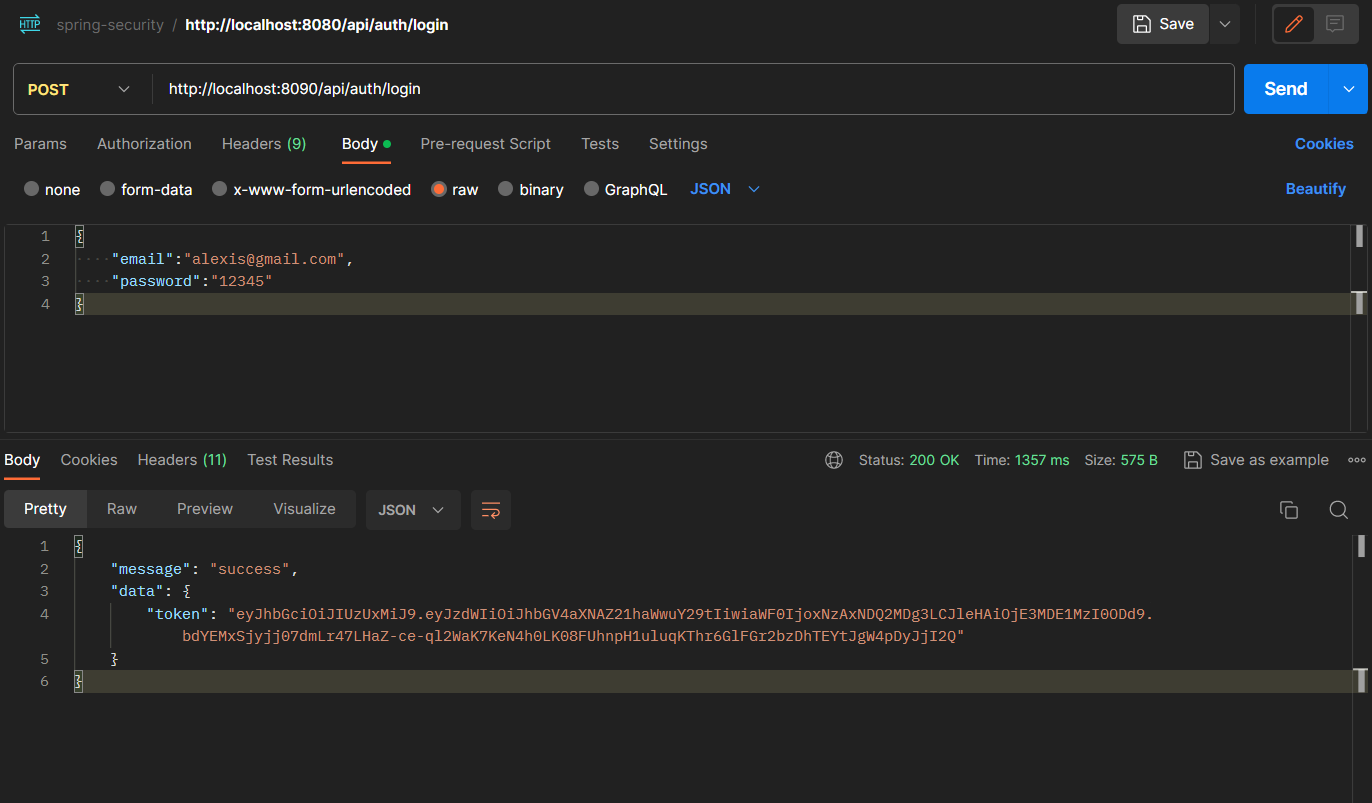 HTTP spring-security / http://localhost:8080/api/auth/login Save
POST http://localhost:8090/api/auth/login Send
Params Authorization Headers (9) Body Pre-request Script Tests Settings Cookies
none form-data x-www-form-urlencoded raw binary GraphQL JSON Beautify
1 {
2 "email":"alexis@gmail.com",
3 "password":"12345"
4 }
Body Cookies Headers (11) Test Results Status: 200 OK Time: 1357 ms Size: 575 B Save as example
Pretty Raw Preview Visualize JSON
1 {
2 "message": "success",
3 "data": {
4 "token": "eyJhbGciOiJIUzUxMiJ9.eyJzdWIiOiJhbGV4aXNAZ21haWwuY29tIiwiaWF0IjoxNzAxNDQ2MDg3LCJleHAiOjE3MDE1MzI0ODd9.
bdYEMxSjyjj07dmLr47LHaZ-ce-ql2WaK7KeN4h0LK08FUhnpH1uluqKThr6GlFGr2bzDhTEYtJgW4pDyJjI2Q"
5 }
6 }